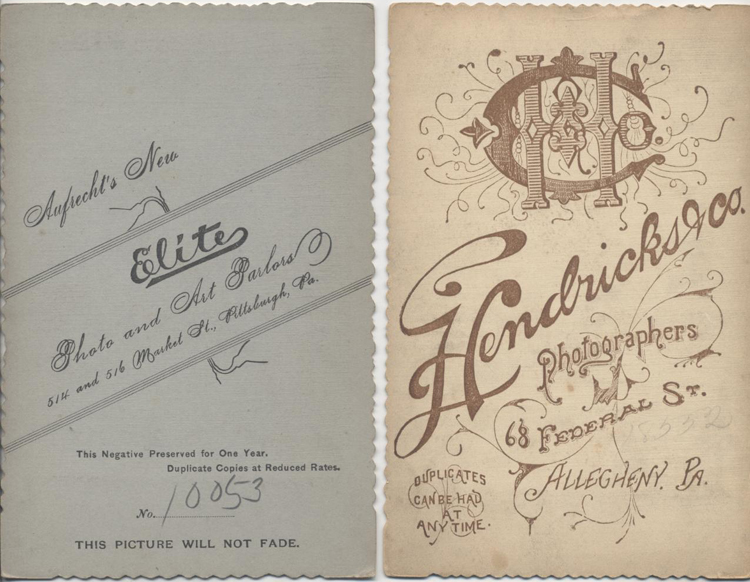 Aufrecht's New
Elite
Photo and Art Parlors
514 and 516 Market St., Pittsburgh, Pa.
This Negative Preserved for One Year.
Duplicate Copies at Reduced Rates.
No. 10053
THIS PICTURE WILL NOT FADE.
Hendricks & Co.
Photographers
68 FEDERAL ST.
ALLEGHENY, PA.
DUPLICATES
CAN BE HAD
AT
ANY TIME.